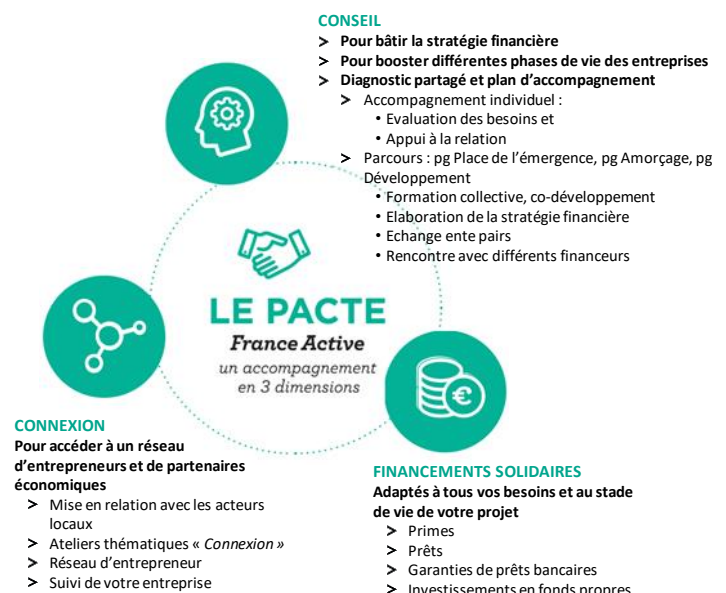 CONSEIL
> Pour bâtir la stratégie financière
> Pour booster différentes phases de vie des entreprises
> Diagnostic partagé et plan d'accompagnement
> Accompagnement individuel :
• Evaluation des besoins et
• Appui à la relation
> Parcours : pg Place de l'émergence, pg Amorçage, pg
Développement
• Formation collective, co-développement
• Elaboration de la stratégie financière
• Echange ente pairs
• Rencontre avec différents financeurs
LE PACTE
France Active
un accompagnement
en 3 dimensions
CONNEXION
Pour accéder à un réseau
d'entrepreneurs et de partenaires
économiques
> Mise en relation avec les acteurs
locaux
> Ateliers thématiques « Connexion »
> Réseau d'entrepreneur
> Suivi de votre entreprise
FINANCEMENTS SOLIDAIRES
Adaptés à tous vos besoins et au stade
de vie de votre projet
> Primes
> Prêts
> Garanties de prêts bancaires
> Investissements en fonds propres